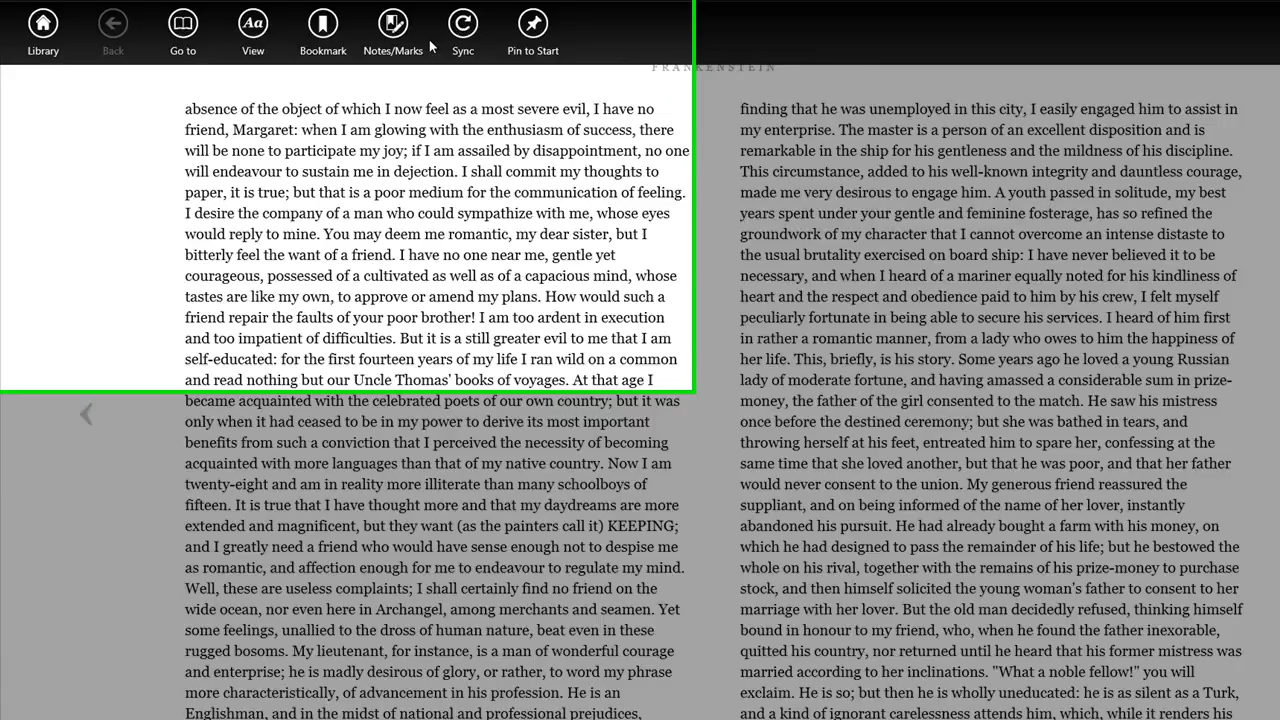 Library
Back
Go to
Aa
View
Bookmark
Notes/Marks
Sync
Pin to Start
FRANKENSTEIN
absence of the object of which I now feel as a most severe evil, I have no
friend, Margaret: when I am glowing with the enthusiasm of success, there
will be none to participate my joy; if I am assailed by disappointment, no one
will endeavour to sustain me in dejection. I shall commit my thoughts to
paper, it is true; but that is a poor medium for the communication of feeling.
I desire the company of a man who could sympathize with me, whose eyes
would reply to mine. You may deem me romantic, my dear sister, but I
bitterly feel the want of a friend. I have no one near me, gentle yet
courageous, possessed of a cultivated as well as of a capacious mind, whose
tastes are like my own, to approve or amend my plans. How would such a
friend repair the faults of your poor brother! I am too ardent in execution
and too impatient of difficulties. But it is a still greater evil to me that I am
self-educated: for the first fourteen years of my life I ran wild on a common
and read nothing but our Uncle Thomas' books of voyages. At that age I
became acquainted with the celebrated poets of our own country; but it was
only when it had ceased to be in my power to derive its most important
benefits from such a conviction that I perceived the necessity of becoming
acquainted with more languages than that of my native country. Now I am
twenty-eight and am in reality more illiterate than many schoolboys of
fifteen. It is true that I have thought more and that my daydreams are more
extended and magnificent, but they want (as the painters call it) KEEPING;
and I greatly need a friend who would have sense enough not to despise me
as romantic, and affection enough for me to endeavour to regulate my mind.
Well, these are useless complaints; I shall certainly find no friend on the
wide ocean, nor even here in Archangel, among merchants and seamen. Yet
some feelings, unallied to the dross of human nature, beat even in these
rugged bosoms. My lieutenant, for instance, is a man of wonderful courage
and enterprise; he is madly desirous of glory, or rather, to word my phrase
more characteristically, of advancement in his profession. He is an
Englishman, and in the midst of national and professional prejudices,
finding that he was unemployed in this city, I easily engaged him to assist in
my enterprise. The master is a person of an excellent disposition and is
remarkable in the ship for his gentleness and the mildness of his discipline.
This circumstance, added to his well-known integrity and dauntless courage,
made me very desirous to engage him. A youth passed in solitude, my best
years spent under your gentle and feminine fosterage, has so refined the
groundwork of my character that I cannot overcome an intense distaste to
the usual brutality exercised on board ship: I have never believed it to be
necessary, and when I heard of a mariner equally noted for his kindliness of
heart and the respect and obedience paid to him by his crew, I felt myself
peculiarly fortunate in being able to secure his services. I heard of him first
in rather a romantic manner, from a lady who owes to him the happiness of
her life. This, briefly, is his story. Some years ago he loved a young Russian
lady of moderate fortune, and having amassed a considerable sum in prize-
money, the father of the girl consented to the match. He saw his mistress
once before the destined ceremony; but she was bathed in tears, and
throwing herself at his feet, entreated him to spare her, confessing at the
same time that she loved another, but that he was poor, and that her father
would never consent to the union. My generous friend reassured the
suppliant, and on being informed of the name of her lover, instantly
abandoned his pursuit. He had already bought a farm with his money, on
which he had designed to pass the remainder of his life; but he bestowed the
whole on his rival, together with the remains of his prize-money to purchase
stock, and then himself solicited the young woman's father to consent to her
marriage with her lover. But the old man decidedly refused, thinking himself
bound in honour to my friend, who, when he found the father inexorable,
quitted his country, nor returned until he heard that his former mistress was
married according to her inclinations. "What a noble fellow!" you will
exclaim. He is so; but then he is wholly uneducated: he is as silent as a Turk,
and a kind of ignorant carelessness attends him, which, while it renders his